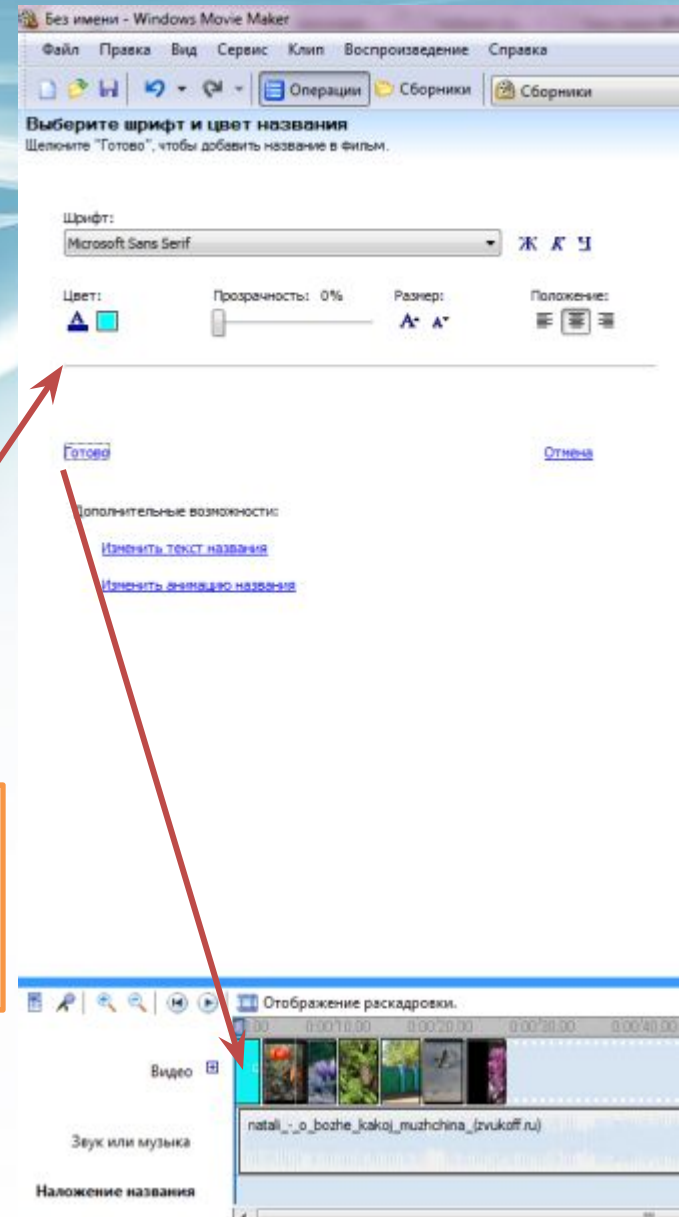 Без имени - Windows Movie Maker
Файл Правка Вид Сервис Клип Воспроизведение Справка
Операции Сборники Сборники
Выберите шрифт и цвет названия
Щелкните "Готово", чтобы добавить название в фильм.
Шрифт:
Microsoft Sans Serif Ж К Ч
Цвет: Прозрачность: 0% Размер: Положение:
Готово Отмена
Дополнительные возможности:
Изменить текст названия
Изменить анимацию названия
Отображение раскадровки.
0:00'10,00 0:00'20,00 0:00'30,00 0:00'40,00
Видео
natali_-_o_bozhe_kakoj_muzhchina_(zvukoff.ru)
Звук или музыка
Наложение названия